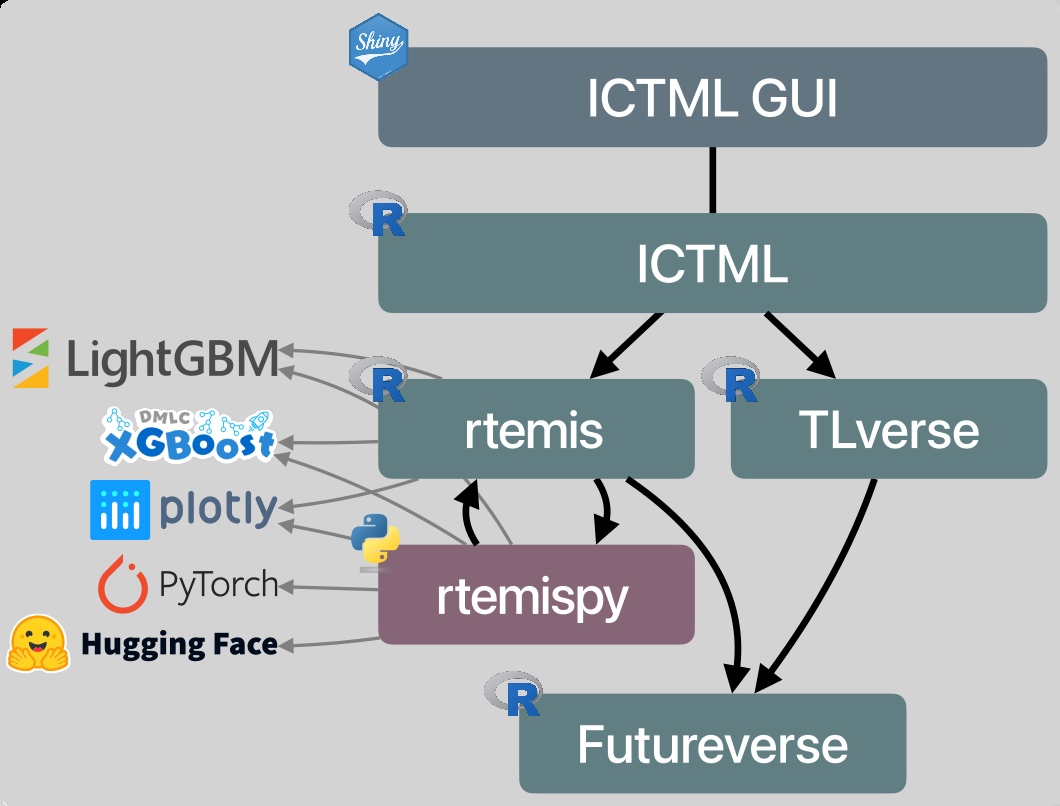 Shiny
ICTML GUI
R
ICTML
LightGBM
R
rtemis
R
TLverse
DMLC
XGBoost
plotly
PyTorch
rtemispy
Hugging Face
R
Futureverse